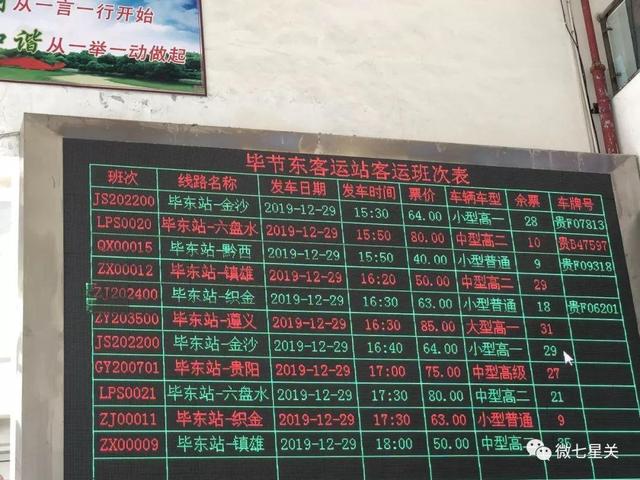 从一言一行开始
和谐 从一举一动做起
毕节东客运站客运班次表
班次 线路名称 发车日期 发车时间 票价 车辆车型 余票 车牌号
JS202200 毕东站-金沙 2019-12-29 15:30 64.00 小型高一 28 贵F07813
LPS0020 毕东站-六盘水 2019-12-29 15:50 80.00 中型高二 10 贵B47597
QX00015 毕东站-黔西 2019-12-29 15:50 40.00 小型普通 9 贵F09318
ZX00012 毕东站-镇雄 2019-12-29 16:20 50.00 中型高二 29
ZJ202400 毕东站-织金 2019-12-29 16:30 63.00 小型普通 18 贵F06201
ZY203500 毕东站-遵义 2019-12-29 16:30 85.00 大型高一 31
JS202200 毕东站-金沙 2019-12-29 16:40 64.00 小型高一 29
GY200701 毕东站-贵阳 2019-12-29 17:00 75.00 中型高级 27
LPS0021 毕东站-六盘水 2019-12-29 17:30 80.00 中型高二 21
ZJ00011 毕东站-织金 2019-12-29 17:30 63.00 小型普通 9
ZX00009 毕东站-镇雄 2019-12-29 18:00 50.00 中型高二 35
微七星关